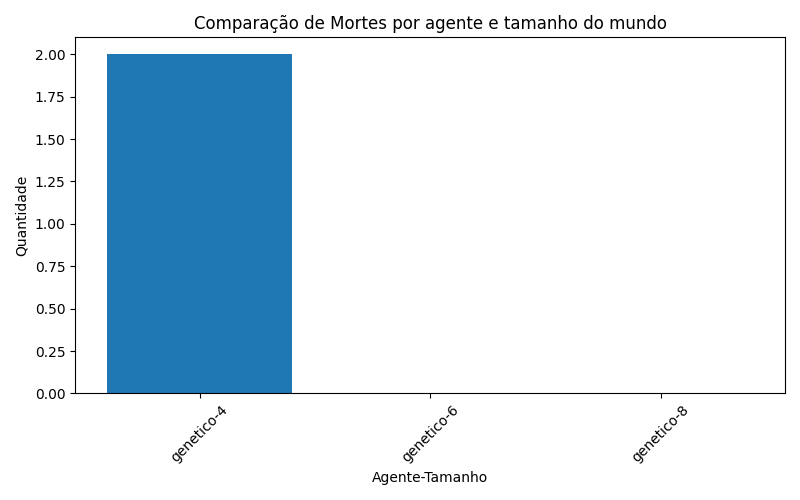 Comparação de Mortes por agente e tamanho do mundo
2.00
1.75
1.50
1.25
1.00
0.75
0.50
0.25
0.00
Quantidade
genetico-4
genetico-6
genetico-8
Agente-Tamanho